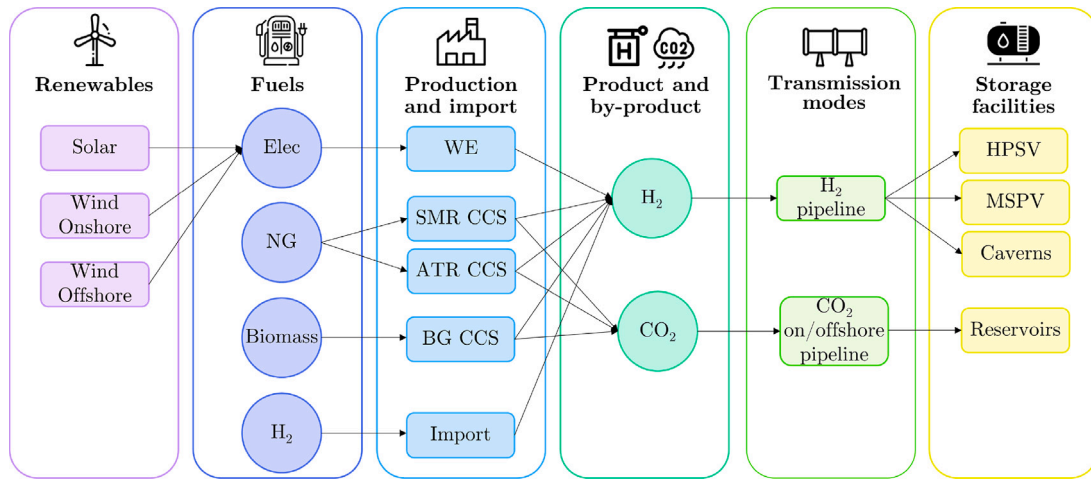 Renewables
Solar
Wind
Onshore
Wind
Offshore
Fuels
Elec
NG
Biomass
H₂
Production
and import
WE
SMR CCS
ATR CCS
BG CCS
Import
H
CO2
Product and
by-product
H₂
CO₂
Transmission
modes
H₂
pipeline
CO₂
on/offshore
pipeline
Storage
facilities
HPSV
MSPV
Caverns
Reservoirs